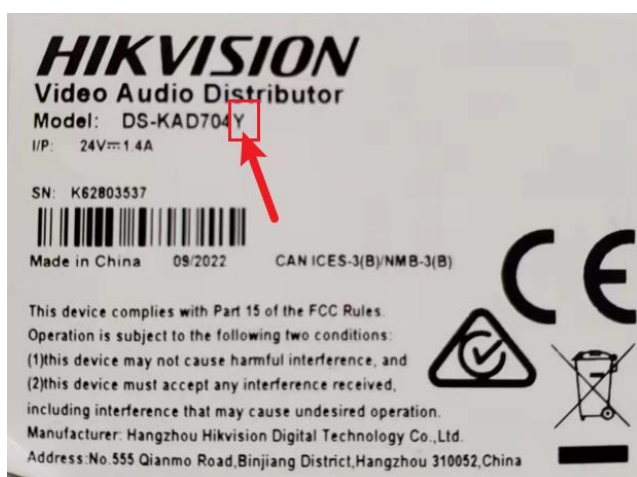 HIKVISION
Video Audio Distributor
Model: DS-KAD704Y
I/P: 24V⎓1.4A
SN: K62803537
Made in China 09/2022 CAN ICES-3(B)/NMB-3(B)
CE
This device complies with Part 15 of the FCC Rules.
Operation is subject to the following two conditions:
(1)this device may not cause harmful interference, and
(2)this device must accept any interference received,
including interference that may cause undesired operation.
Manufacturer: Hangzhou Hikvision Digital Technology Co.,Ltd.
Address:No.555 Qianmo Road,Binjiang District,Hangzhou 310052,China